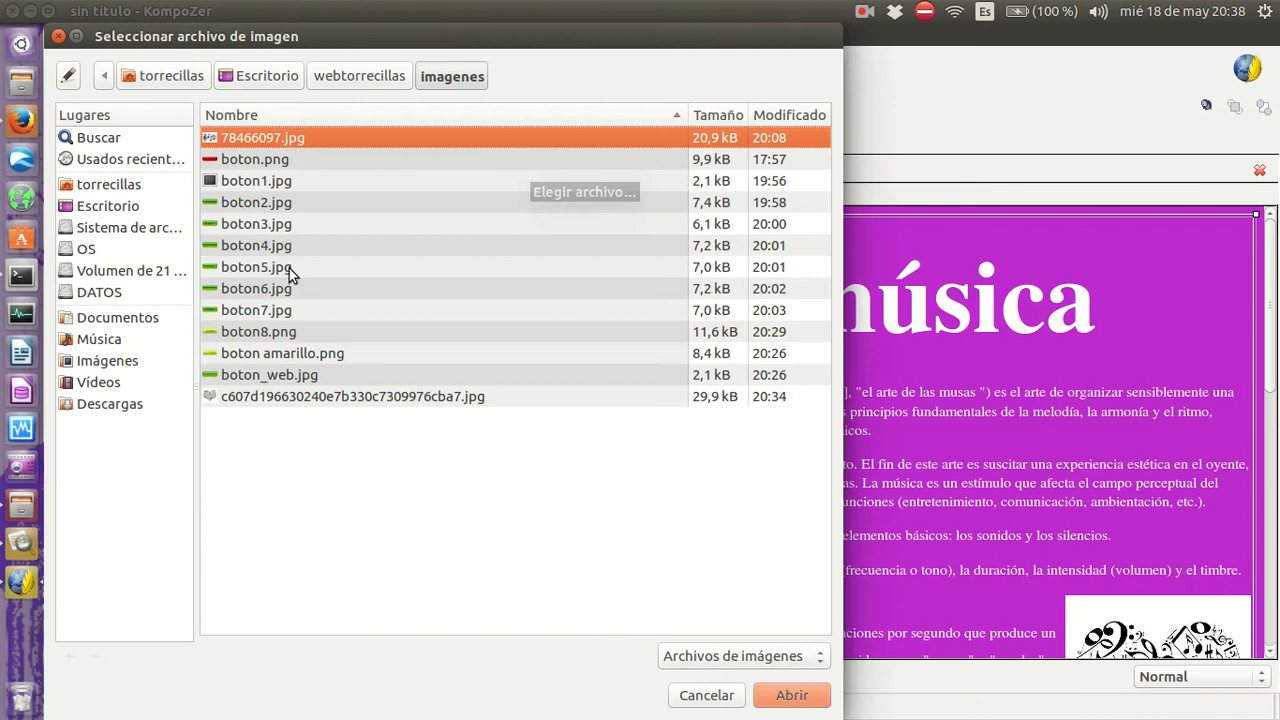 sin título - KompoZer
Es
(100 %)
mié 18 de may 20:38
Seleccionar archivo de imagen
torrecillas
Escritorio
webtorrecillas
imagenes
Lugares
Buscar
Usados recient...
torrecillas
Escritorio
Sistema de arc...
OS
Volumen de 21 ...
DATOS
Documentos
Música
Imágenes
Vídeos
Descargas
Nombre Tamaño Modificado
78466097.jpg 20,9 kB 20:08
boton.png 9,9 kB 17:57
boton1.jpg 2,1 kB 19:56
boton2.jpg 7,4 kB 19:58
boton3.jpg 6,1 kB 20:00
boton4.jpg 7,2 kB 20:01
boton5.jpg 7,0 kB 20:01
boton6.jpg 7,2 kB 20:02
boton7.jpg 7,0 kB 20:03
boton8.png 11,6 kB 20:29
boton amarillo.png 8,4 kB 20:26
boton_web.jpg 2,1 kB 20:26
c607d196630240e7b330c7309976cba7.jpg 29,9 kB 20:34
Elegir archivo...
Archivos de imágenes
Cancelar
Abrir
música
], "el arte de las musas ") es el arte de organizar sensiblemente una
s principios fundamentales de la melodía, la armonía y el ritmo,
icos.
to. El fin de este arte es suscitar una experiencia estética en el oyente,
as. La música es un estímulo que afecta el campo perceptual del
unciones (entretenimiento, comunicación, ambientación, etc.).
elementos básicos: los sonidos y los silencios.
(frecuencia o tono), la duración, la intensidad (volumen) y el timbre.
aciones por segundo que produce un
Normal